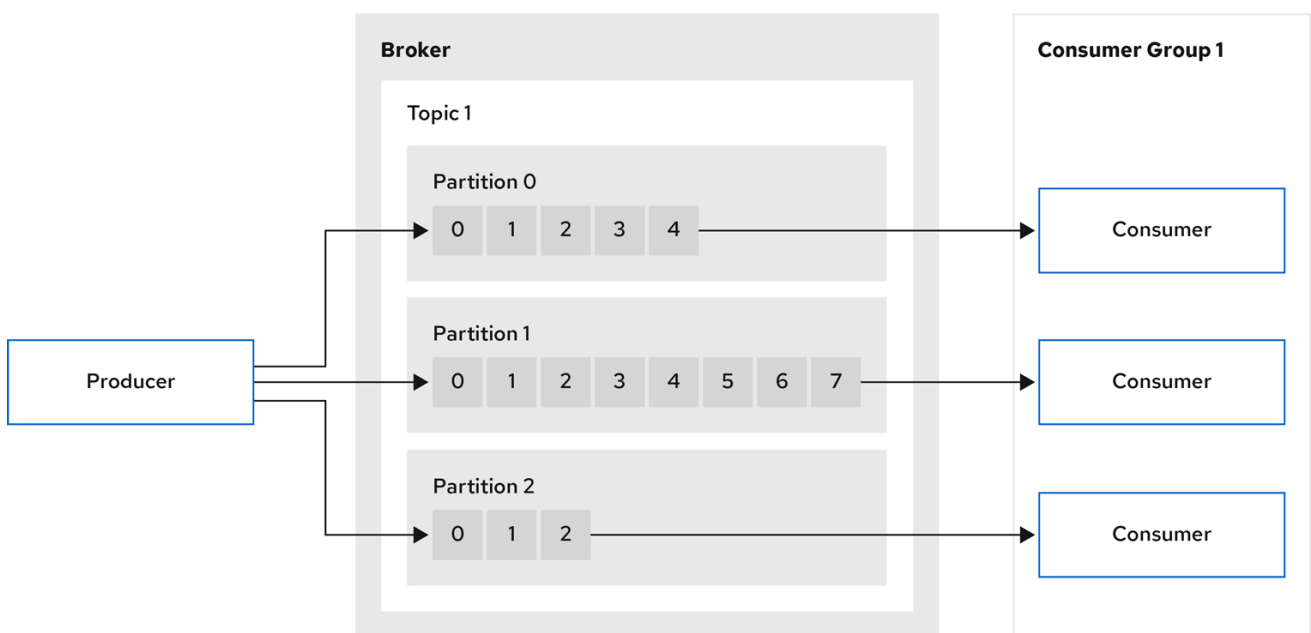 Broker
Consumer Group 1
Topic 1
Partition 0
0 1 2 3 4
Consumer
Partition 1
Producer
0 1 2 3 4 5 6 7
Consumer
Partition 2
0 1 2
Consumer